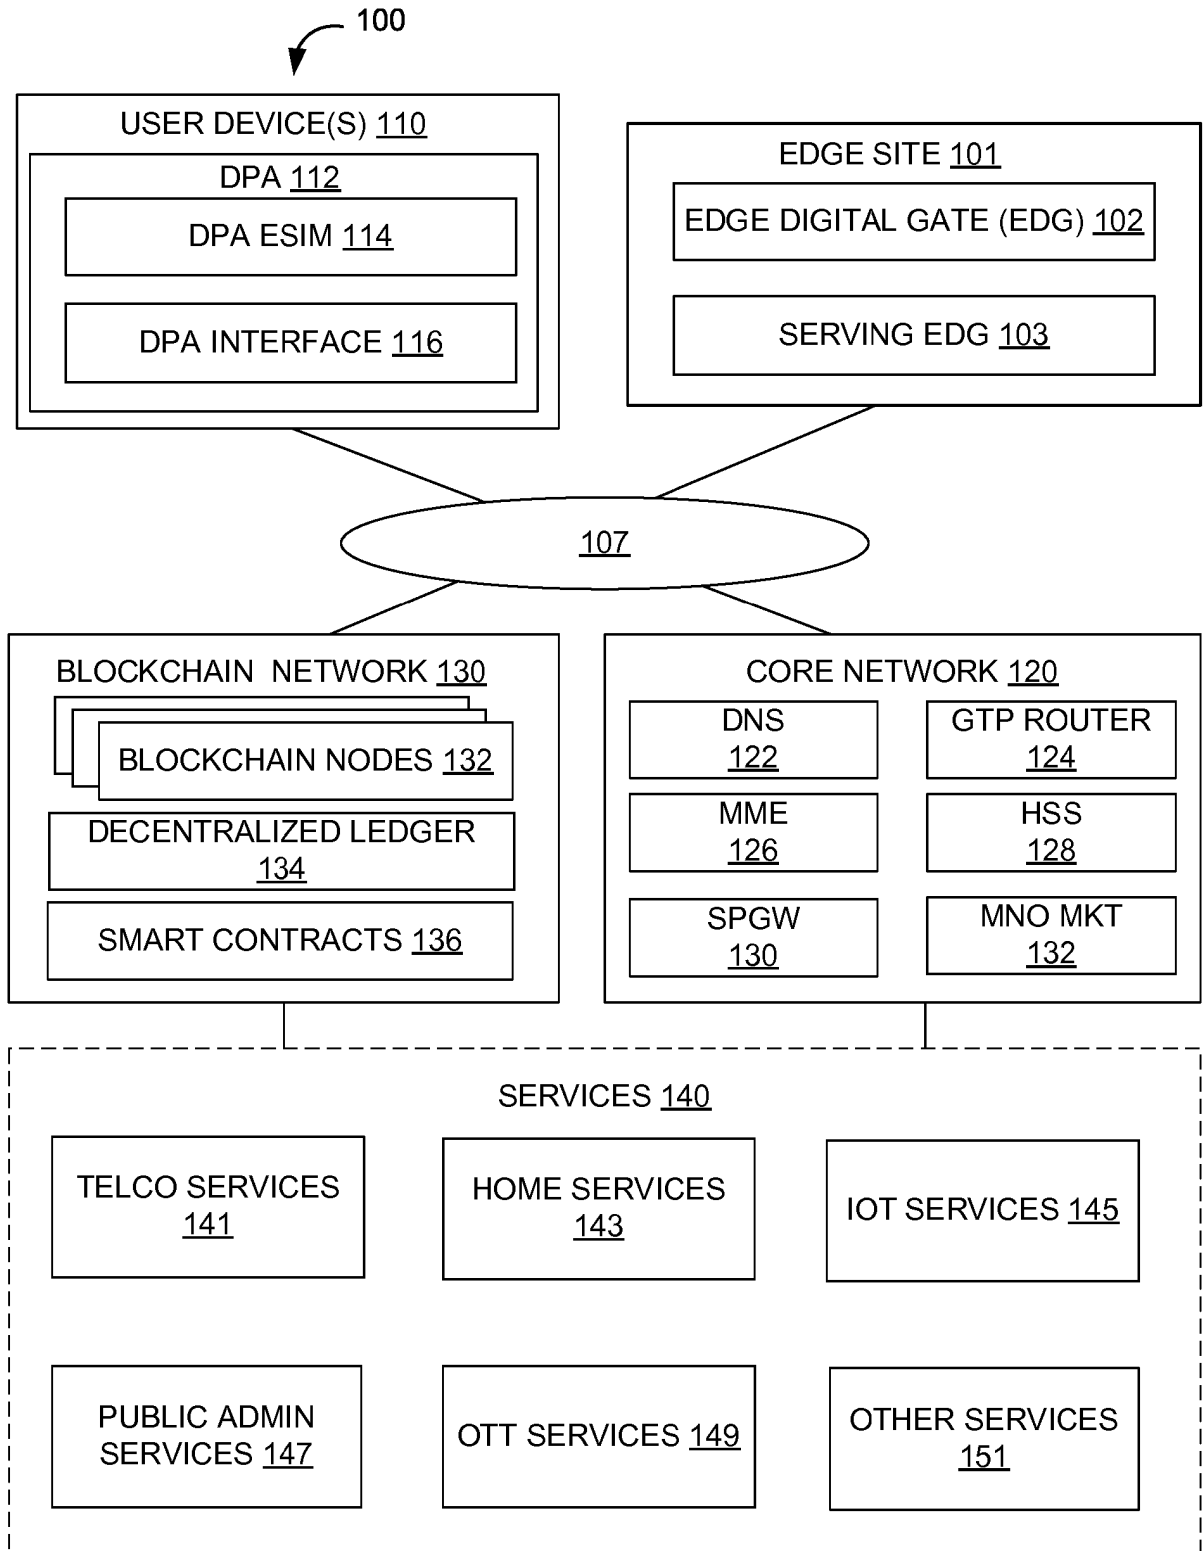 100
USER DEVICE(S) 110
DPA 112
DPA ESIM 114
DPA INTERFACE 116
EDGE SITE 101
EDGE DIGITAL GATE (EDG) 102
SERVING EDG 103
107
BLOCKCHAIN NETWORK 130
BLOCKCHAIN NODES 132
DECENTRALIZED LEDGER
134
SMART CONTRACTS 136
CORE NETWORK 120
DNS
122
GTP ROUTER
124
MME
126
HSS
128
SPGW
130
MNO MKT
132
SERVICES 140
TELCO SERVICES
141
HOME SERVICES
143
IOT SERVICES 145
PUBLIC ADMIN
SERVICES 147
OTT SERVICES 149
OTHER SERVICES
151